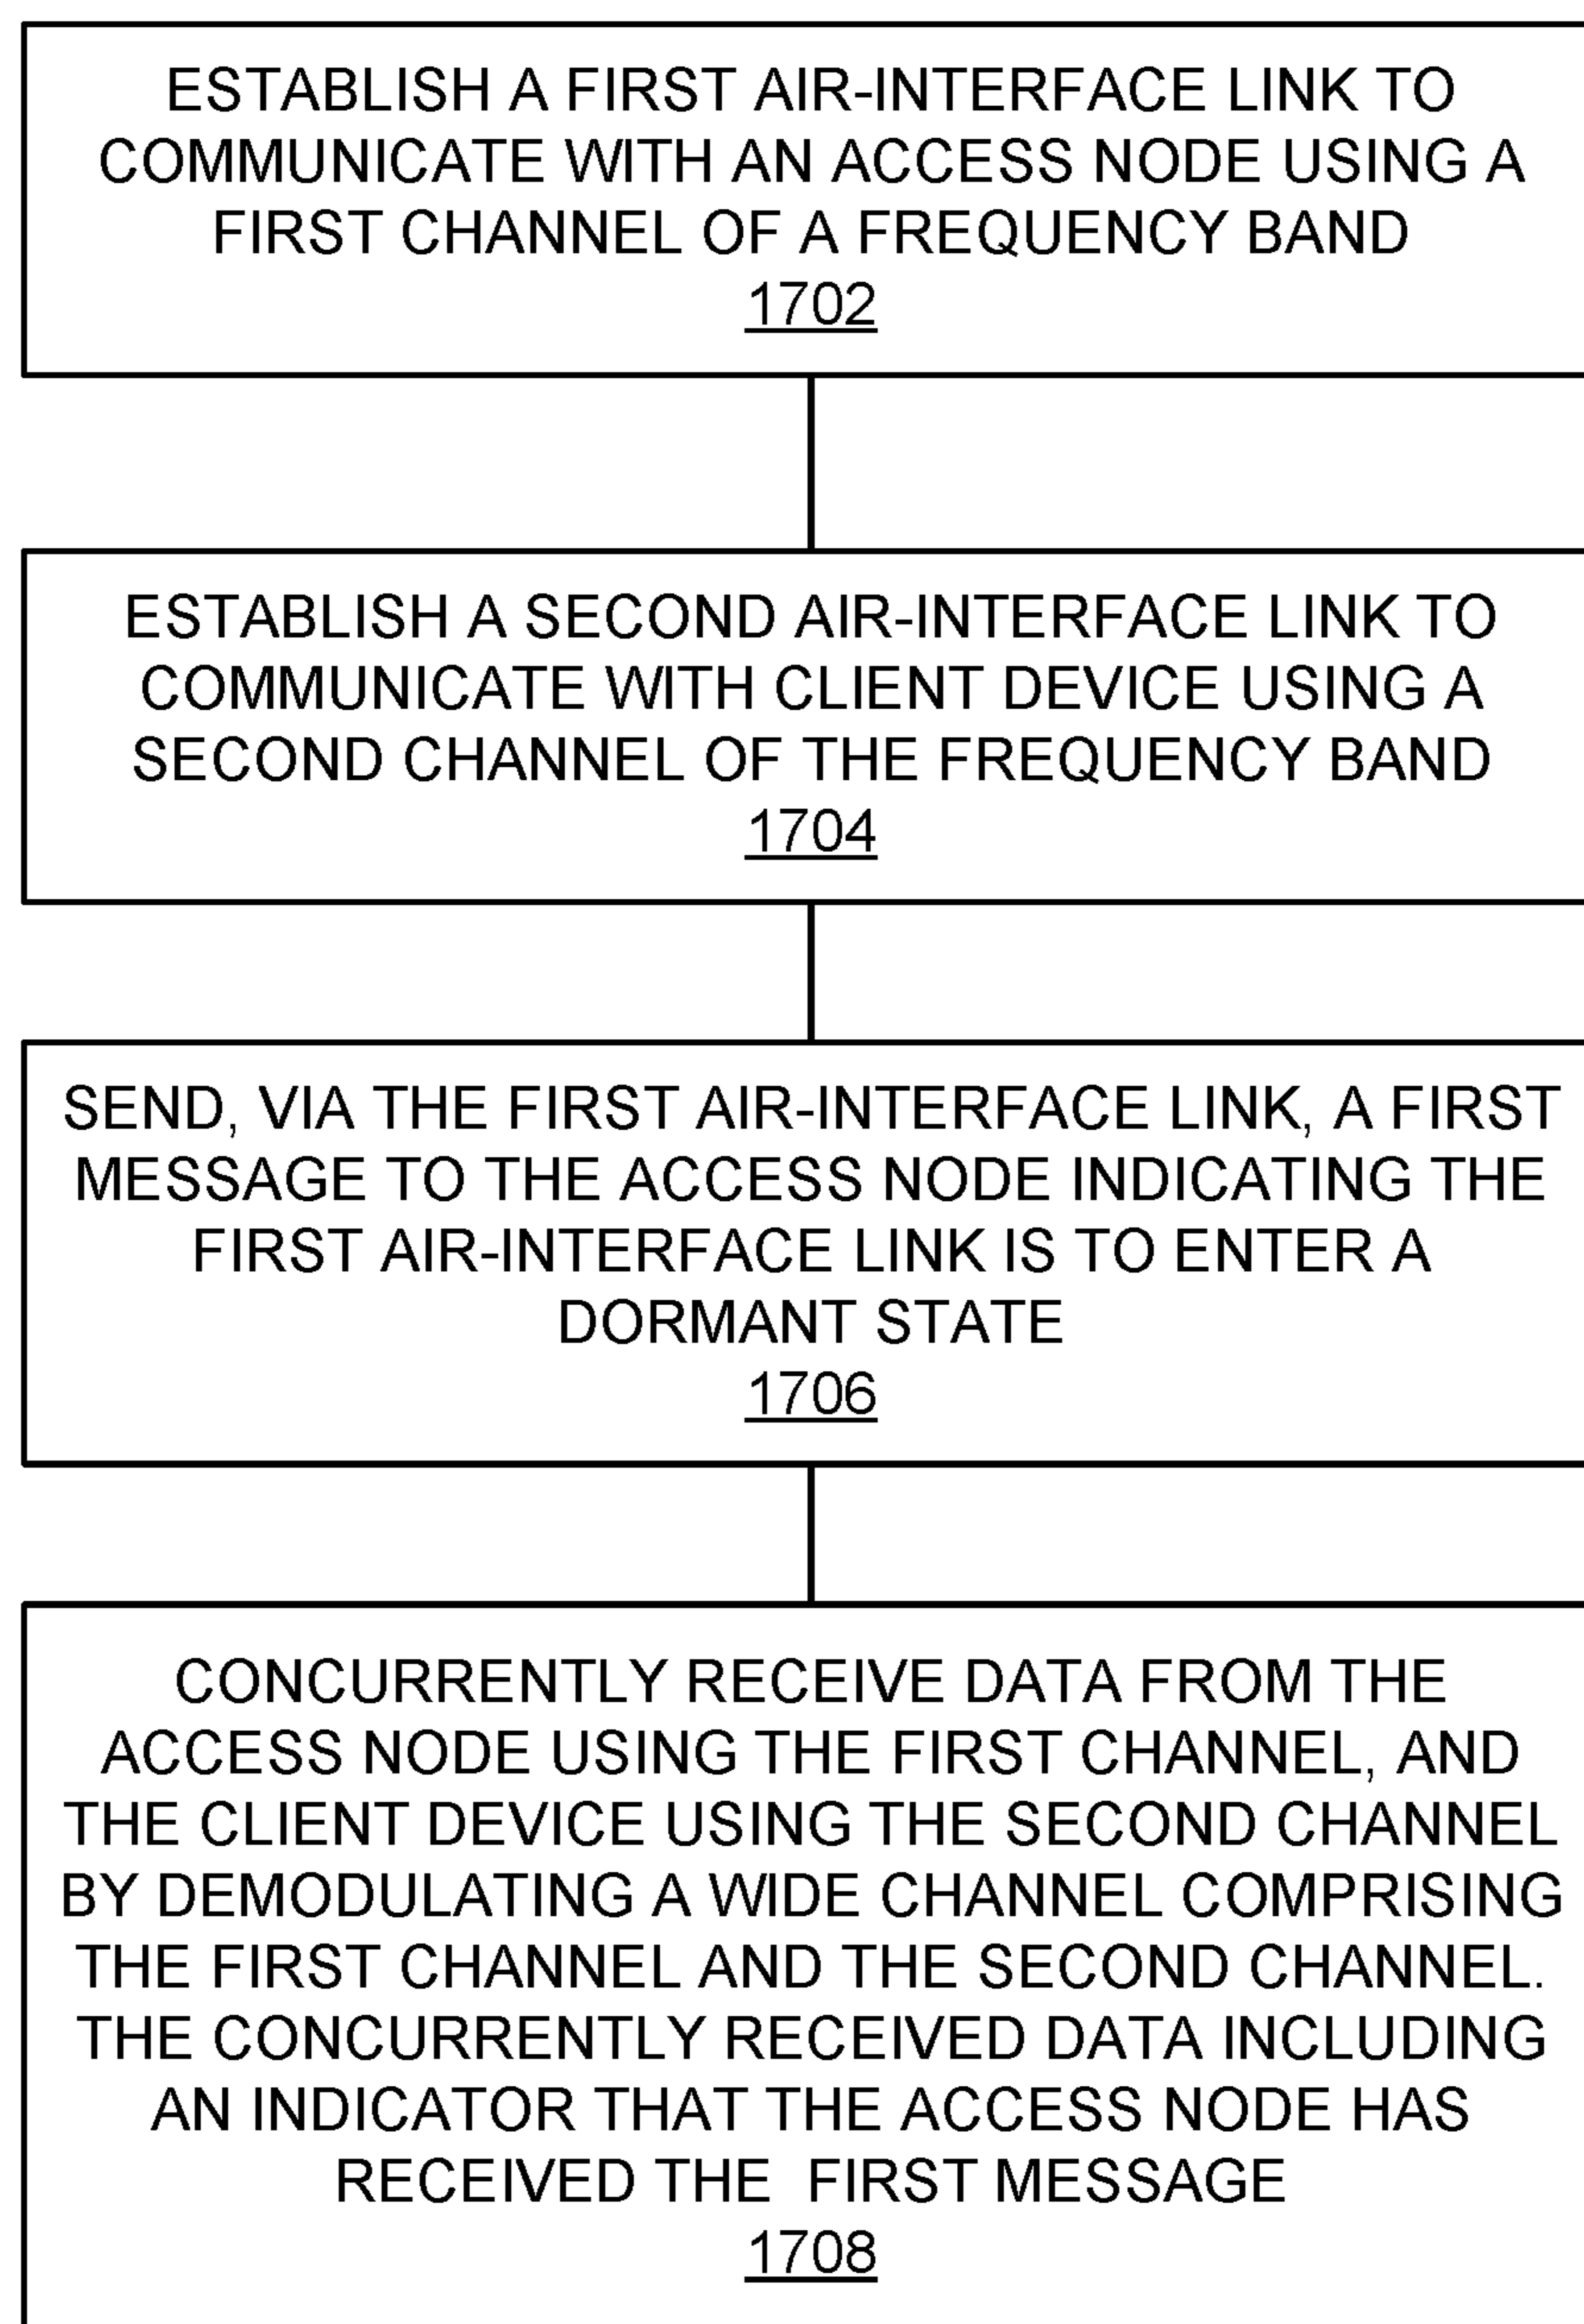 ESTABLISH A FIRST AIR-INTERFACE LINK TO
COMMUNICATE WITH AN ACCESS NODE USING A
FIRST CHANNEL OF A FREQUENCY BAND
1702
ESTABLISH A SECOND AIR-INTERFACE LINK TO
COMMUNICATE WITH CLIENT DEVICE USING A
SECOND CHANNEL OF THE FREQUENCY BAND
1704
SEND, VIA THE FIRST AIR-INTERFACE LINK, A FIRST
MESSAGE TO THE ACCESS NODE INDICATING THE
FIRST AIR-INTERFACE LINK IS TO ENTER A
DORMANT STATE
1706
CONCURRENTLY RECEIVE DATA FROM THE
ACCESS NODE USING THE FIRST CHANNEL, AND
THE CLIENT DEVICE USING THE SECOND CHANNEL
BY DEMODULATING A WIDE CHANNEL COMPRISING
THE FIRST CHANNEL AND THE SECOND CHANNEL.
THE CONCURRENTLY RECEIVED DATA INCLUDING
AN INDICATOR THAT THE ACCESS NODE HAS
RECEIVED THE FIRST MESSAGE
1708